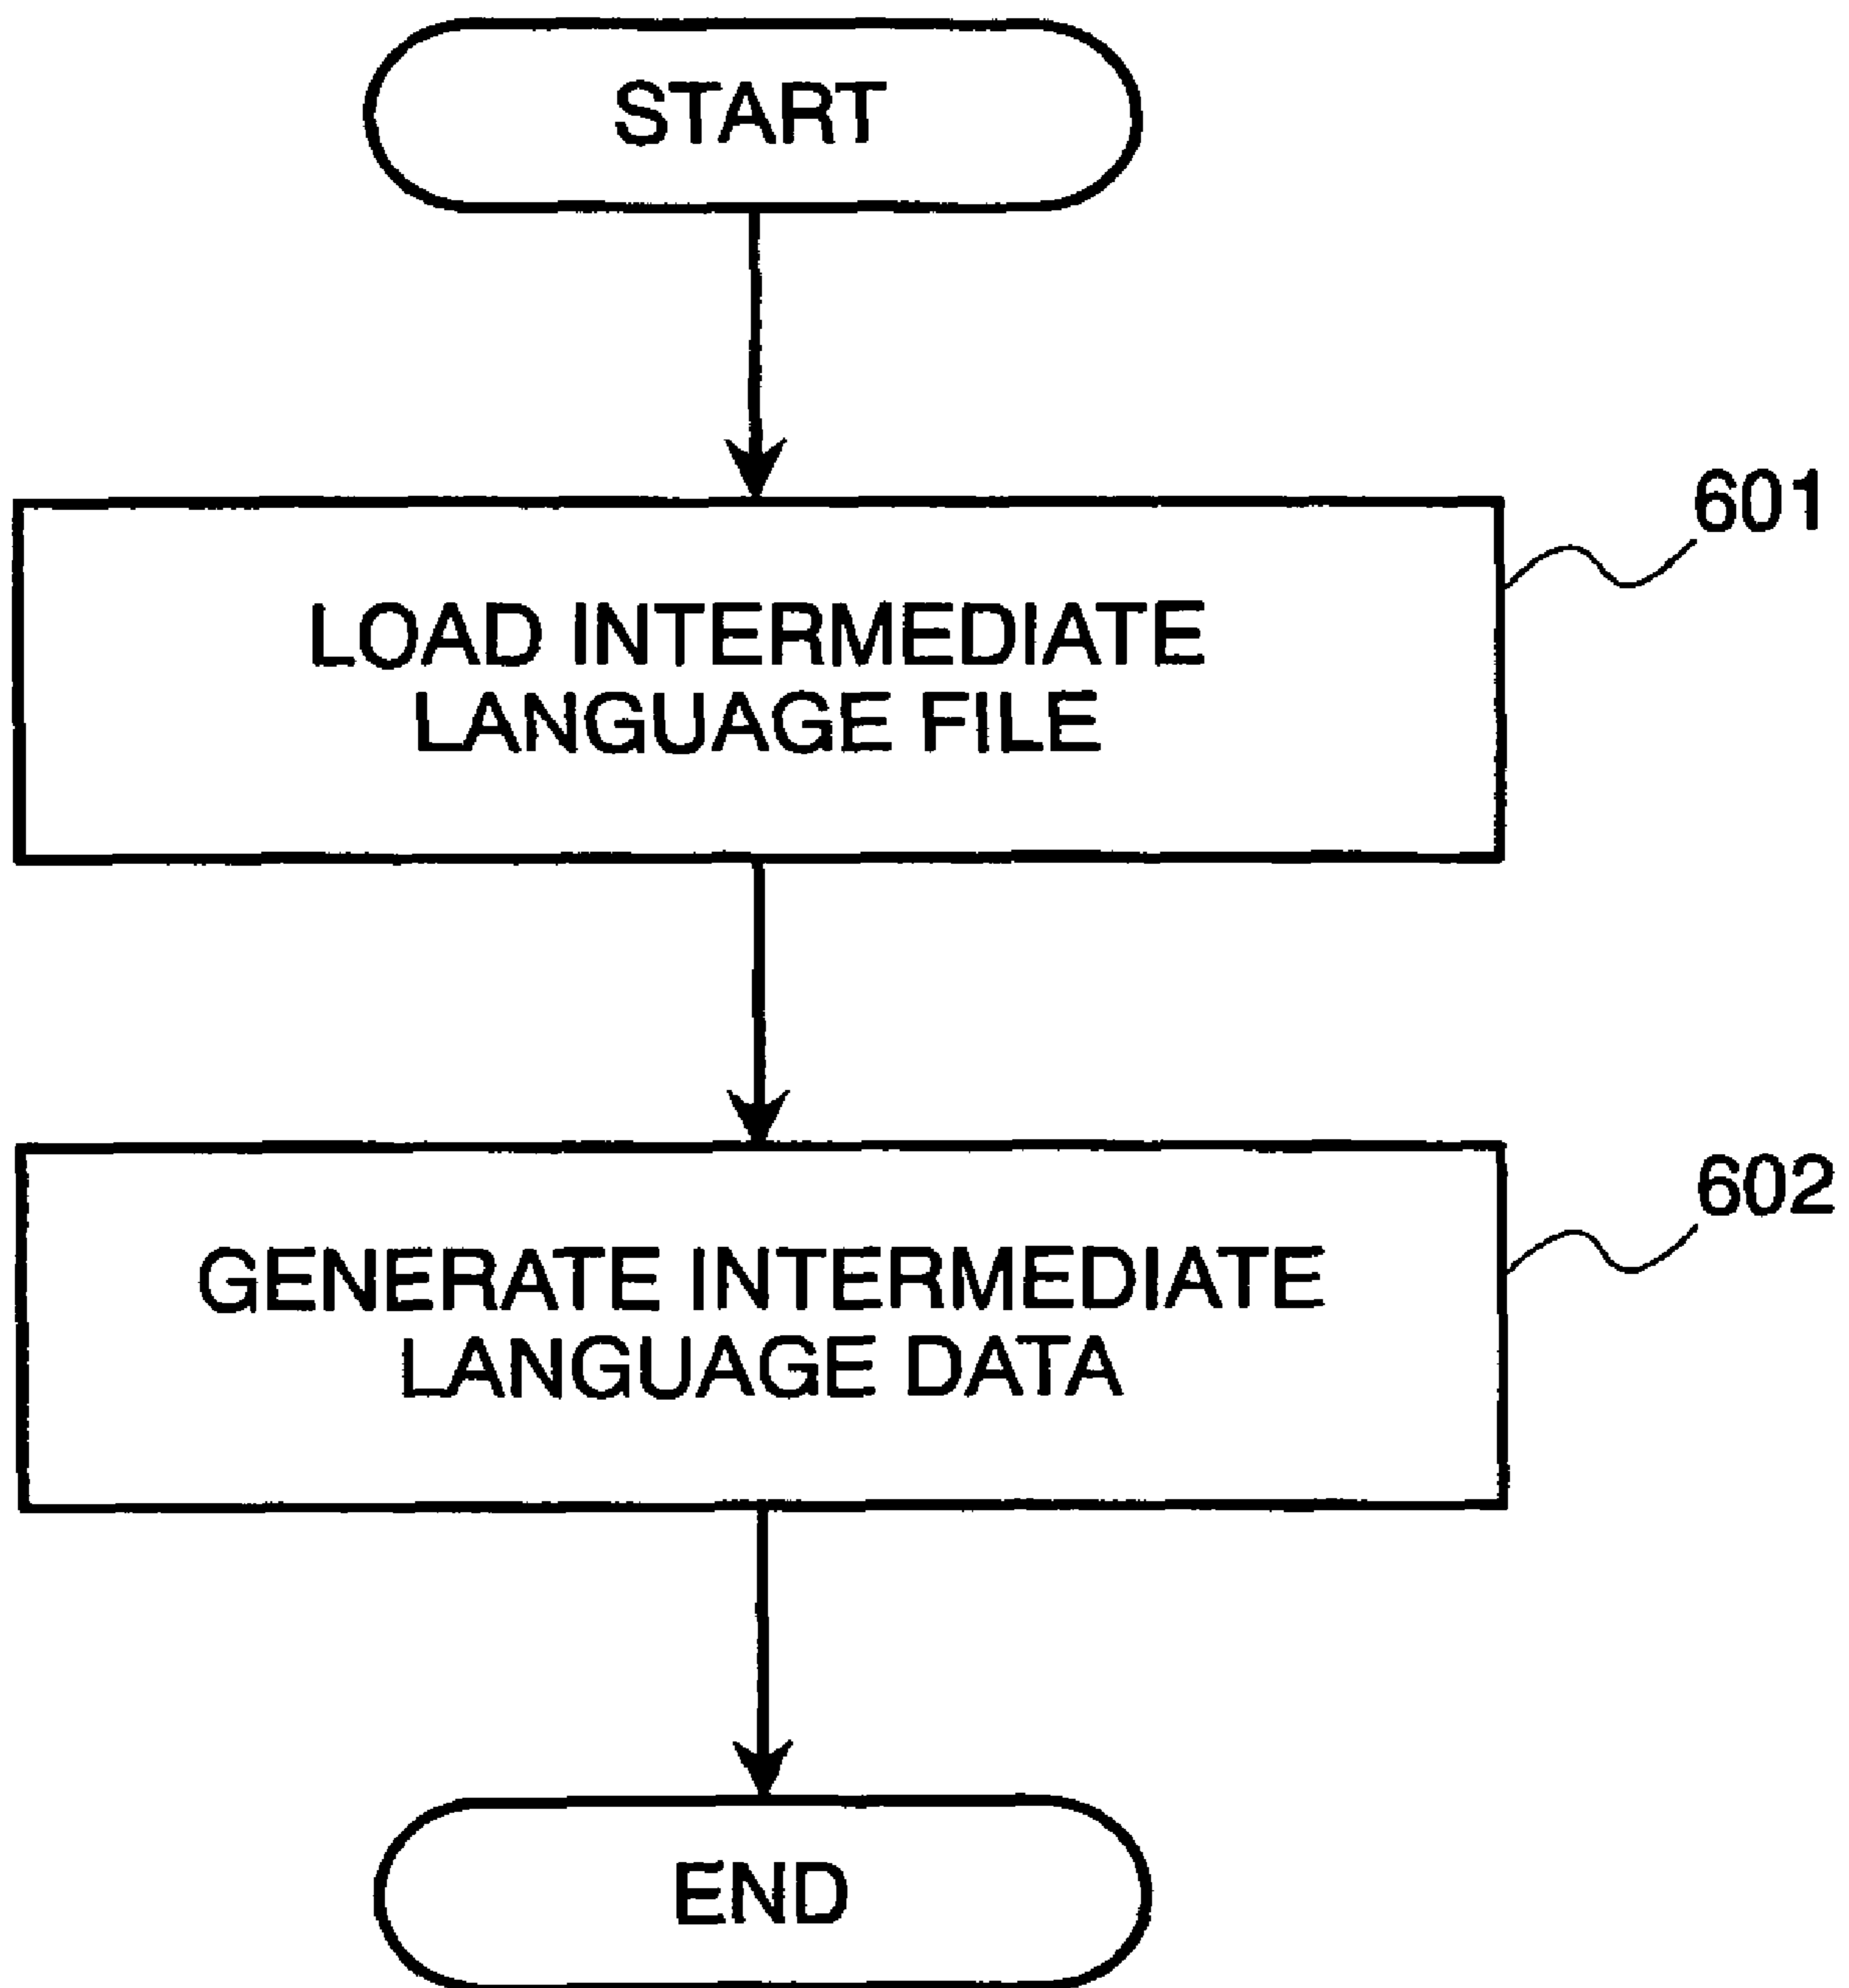 START
601
LOAD INTERMEDIATE
LANGUAGE FILE
602
GENERATE INTERMEDIATE
LANGUAGE DATA
END